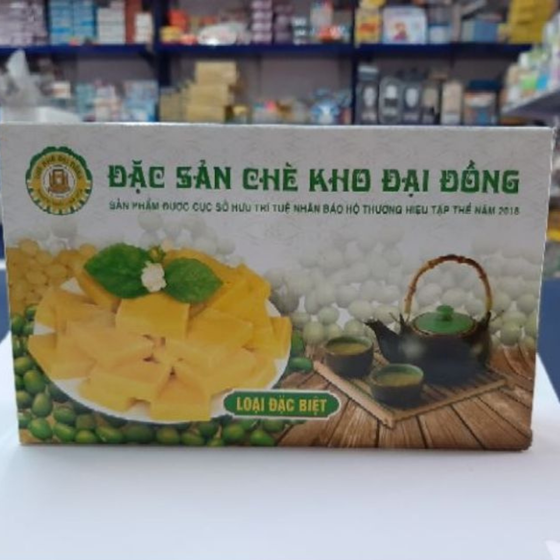 ĐẶC SẢN CHÈ KHO ĐẠI ĐỒNG
SẢN PHẨM ĐƯỢC CỤC SỞ HỮU TRÍ TUỆ NHÂN BẢO HỘ THƯƠNG HIỆU TẬP THỂ NĂM 2018
LOẠI ĐẶC BIỆT